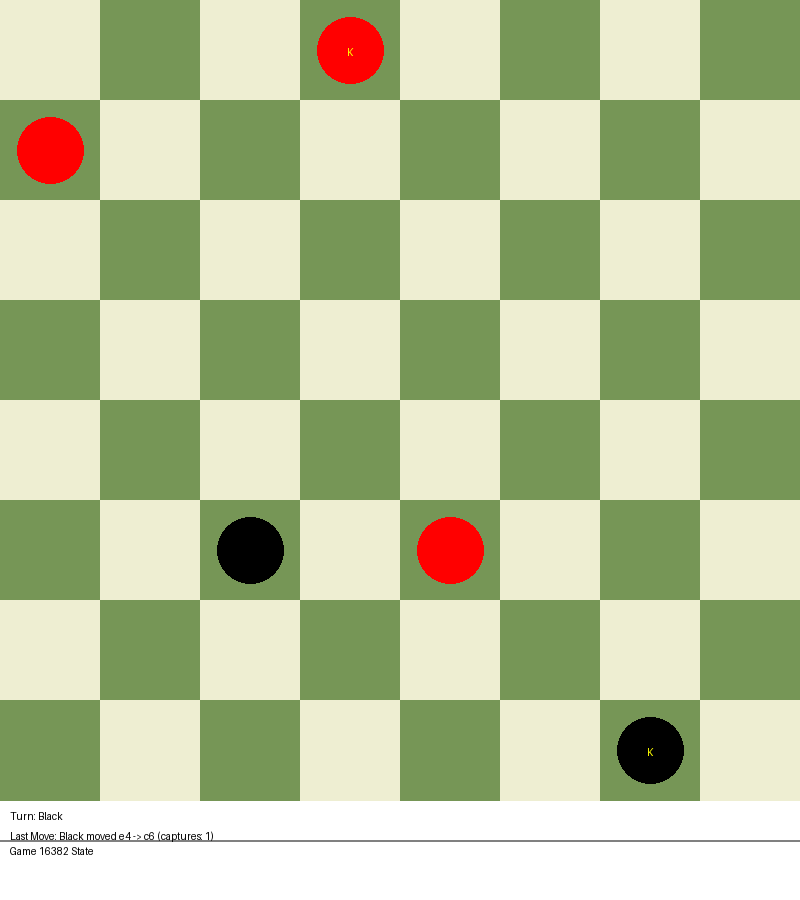 K
K
Turn: Black
Last Move: Black moved e4 -> c6 (captures: 1)
Game 16382 State